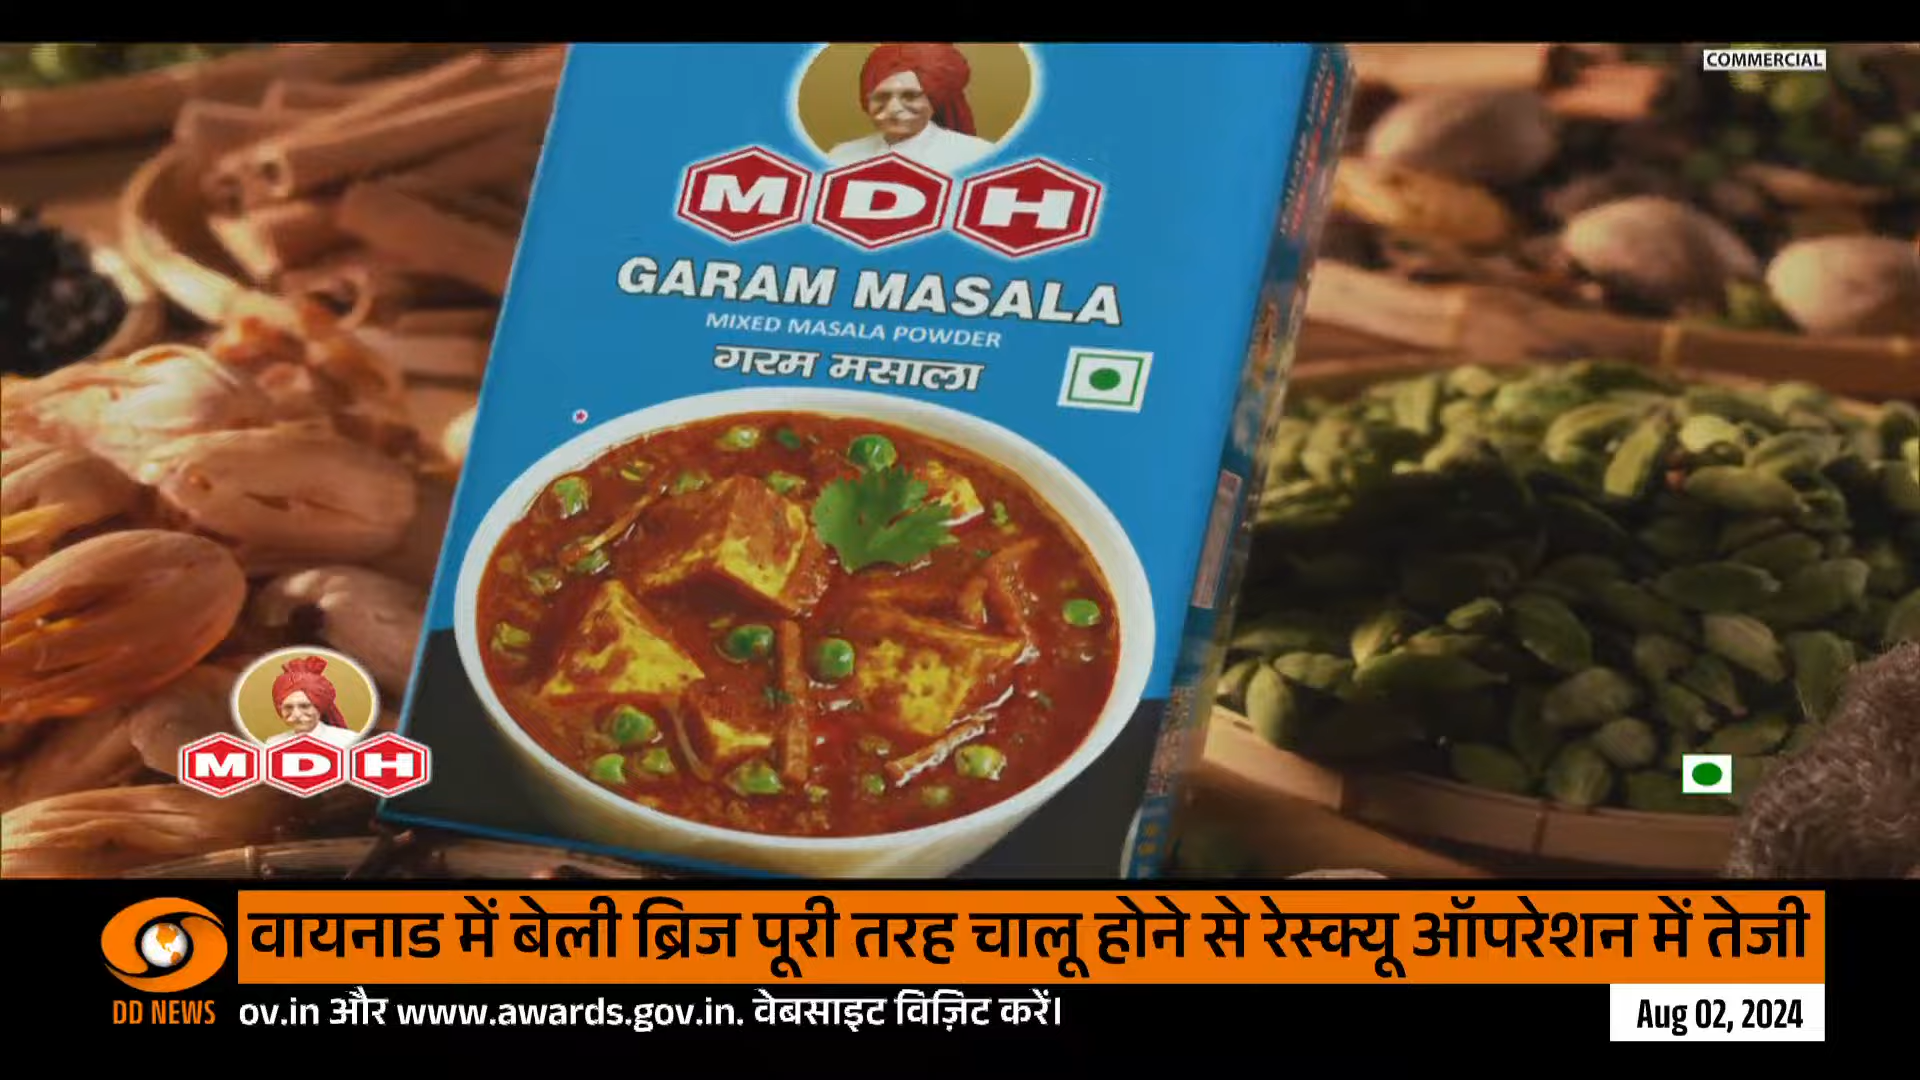 COMMERCIAL
MDH
GARAM MASALA
MIXED MASALA POWDER
गरम मसाला
MDH
वायनाड में बेली ब्रिज पूरी तरह चालू होने से रेस्क्यू ऑपरेशन में तेजी
DD NEWS
ov.in और www.awards.gov.in. वेबसाइट विज़िट करें।
Aug 02, 2024